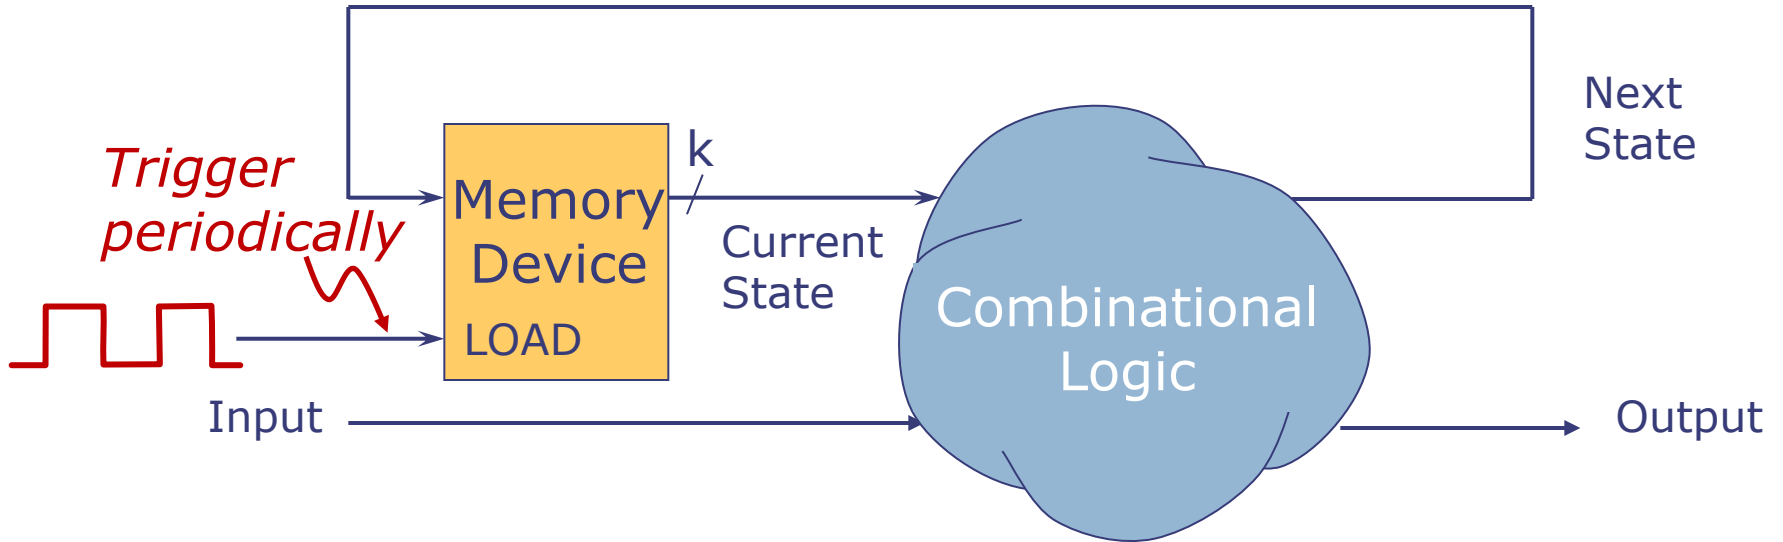 Next
State
Trigger
periodically
k
Memory
Device
LOAD
Current
State
Combinational
Logic
Input
Output